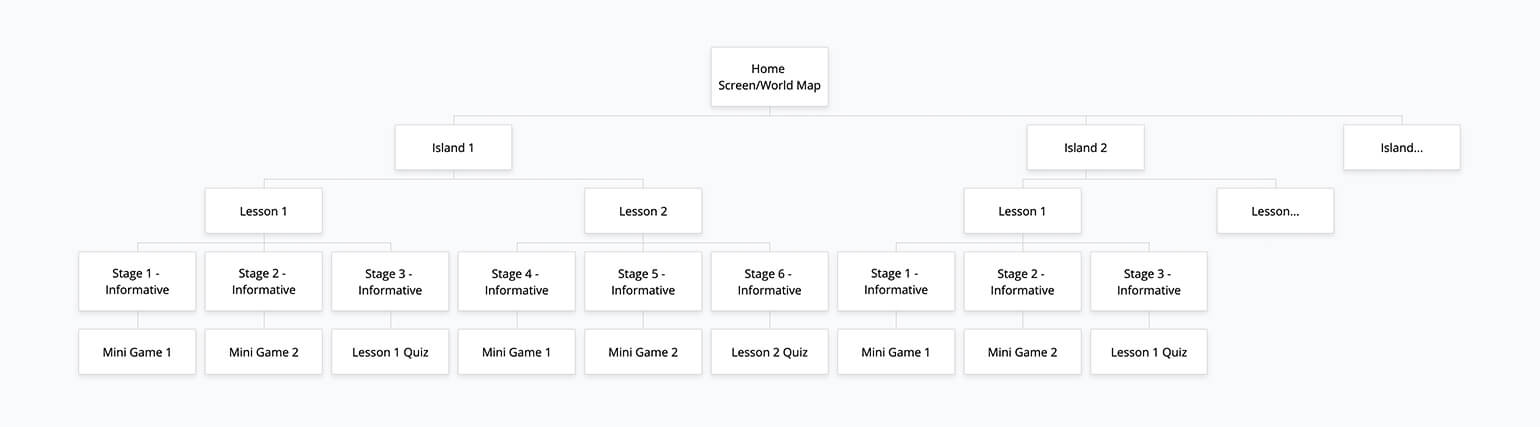 Home
Screen/World Map
Island 1
Island 2
Island...
Lesson 1
Lesson 2
Lesson 1
Lesson...
Stage 1 -
Informative
Stage 2 -
Informative
Stage 3 -
Informative
Stage 4 -
Informative
Stage 5 -
Informative
Stage 6 -
Informative
Stage 1 -
Informative
Stage 2 -
Informative
Stage 3 -
Informative
Mini Game 1
Mini Game 2
Lesson 1 Quiz
Mini Game 1
Mini Game 2
Lesson 2 Quiz
Mini Game 1
Mini Game 2
Lesson 1 Quiz